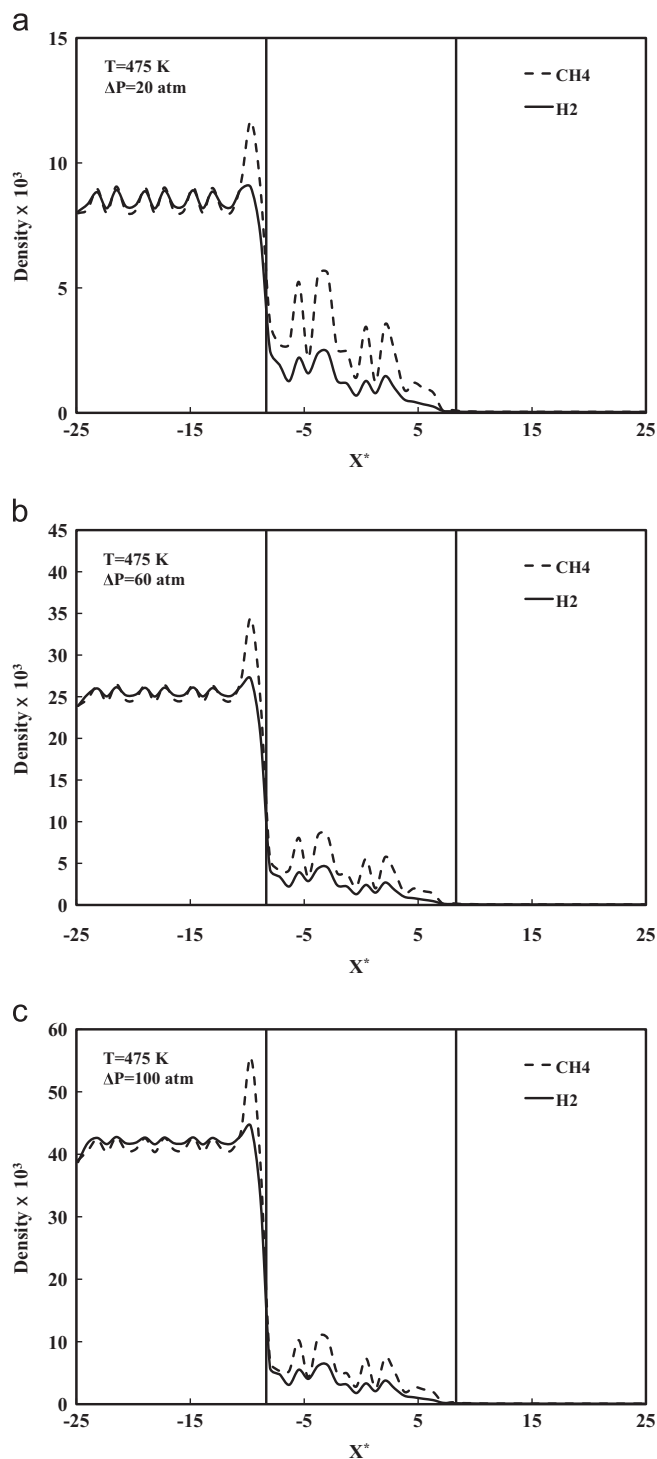 a
15
T=475 K
ΔP=20 atm
CH4
H2
10
5
0
Density x 10³
-25
-15
-5
5
15
25
X*
b
45
T=475 K
ΔP=60 atm
CH4
H2
40
35
30
25
20
15
10
5
0
Density x 10³
-25
-15
-5
5
15
25
X*
c
60
T=475 K
ΔP=100 atm
CH4
H2
50
40
30
20
10
0
Density x 10³
-25
-15
-5
5
15
25
X*